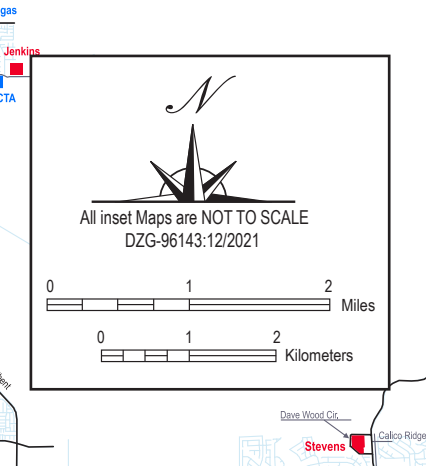 gas
Jenkins
CTA
N
All inset Maps are NOT TO SCALE
DZG-96143:12/2021
0 1 2
Miles
0 1 2
Kilometers
Dave Wood Cir.
Calico Ridge
Stevens